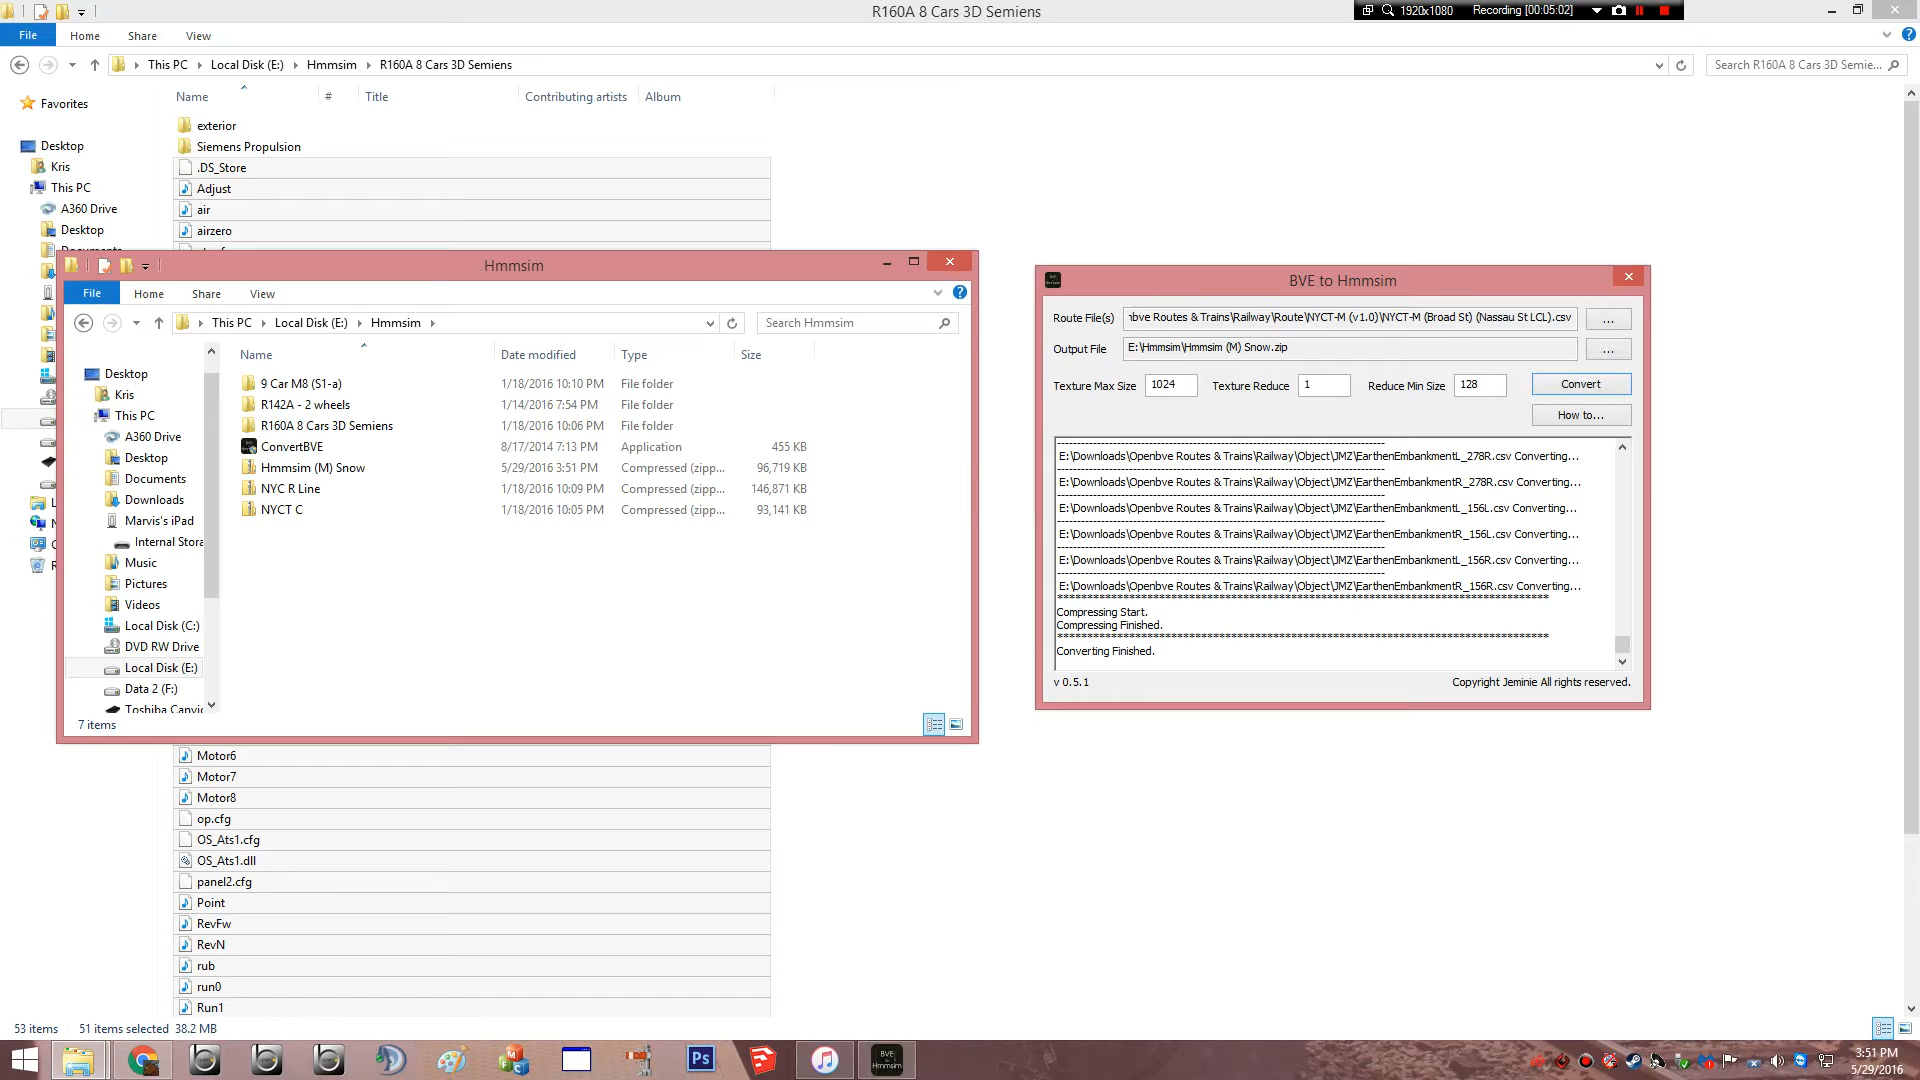 R160A 8 Cars 3D Semiens
1920x1080
Recording [00:05:02]
File
Home
Share
View
This PC
Local Disk (E:)
Hmmsim
R160A 8 Cars 3D Semiens
Search R160A 8 Cars 3D Semie...
Favorites
Desktop
Kris
This PC
A360 Drive
Desktop
Name
#
Title
Contributing artists
Album
exterior
Siemens Propulsion
.DS_Store
Adjust
air
airzero
Hmmsim
File
Home
Share
View
This PC
Local Disk (E:)
Hmmsim
Search Hmmsim
Desktop
Kris
This PC
A360 Drive
Desktop
Documents
Downloads
Marvis's iPad
Internal Stora
Music
Pictures
Videos
Local Disk (C:)
DVD RW Drive
Local Disk (E:)
Data 2 (F:)
Toshiba Canvio
Name Date modified Type Size
9 Car M8 (S1-a) 1/18/2016 10:10 PM File folder
R142A - 2 wheels 1/14/2016 7:54 PM File folder
R160A 8 Cars 3D Semiens 1/18/2016 10:06 PM File folder
ConvertBVE 8/17/2014 7:13 PM Application 455 KB
Hmmsim (M) Snow 5/29/2016 3:51 PM Compressed (zipp... 96,719 KB
NYC R Line 1/18/2016 10:09 PM Compressed (zipp... 146,871 KB
NYCT C 1/18/2016 10:05 PM Compressed (zipp... 93,141 KB
7 items
BVE to Hmmsim
Route File(s)
nbve Routes & Trains\Railway\Route\NYCT-M (v1.0)\NYCT-M (Broad St) (Nassau St LCL).csv
...
Output File
E:\Hmmsim\Hmmsim (M) Snow.zip
...
Texture Max Size 1024 Texture Reduce 1 Reduce Min Size 128
Convert
How to...
E:\Downloads\Openbve Routes & Trains\Railway\Object\JMZ\EarthenEmbankmentL_278R.csv Converting...
E:\Downloads\Openbve Routes & Trains\Railway\Object\JMZ\EarthenEmbankmentR_278R.csv Converting...
E:\Downloads\Openbve Routes & Trains\Railway\Object\JMZ\EarthenEmbankmentL_156L.csv Converting...
E:\Downloads\Openbve Routes & Trains\Railway\Object\JMZ\EarthenEmbankmentR_156L.csv Converting...
E:\Downloads\Openbve Routes & Trains\Railway\Object\JMZ\EarthenEmbankmentL_156R.csv Converting...
E:\Downloads\Openbve Routes & Trains\Railway\Object\JMZ\EarthenEmbankmentR_156R.csv Converting...
Compressing Start.
Compressing Finished.
Converting Finished.
v 0.5.1
Copyright Jeminie All rights reserved.
Motor6
Motor7
Motor8
op.cfg
OS_Ats1.cfg
OS_Ats1.dll
panel2.cfg
Point
RevFw
RevN
rub
run0
Run1
53 items
51 items selected 38.2 MB
Ps
BVE
Hmmsim
3:51 PM
5/29/2016